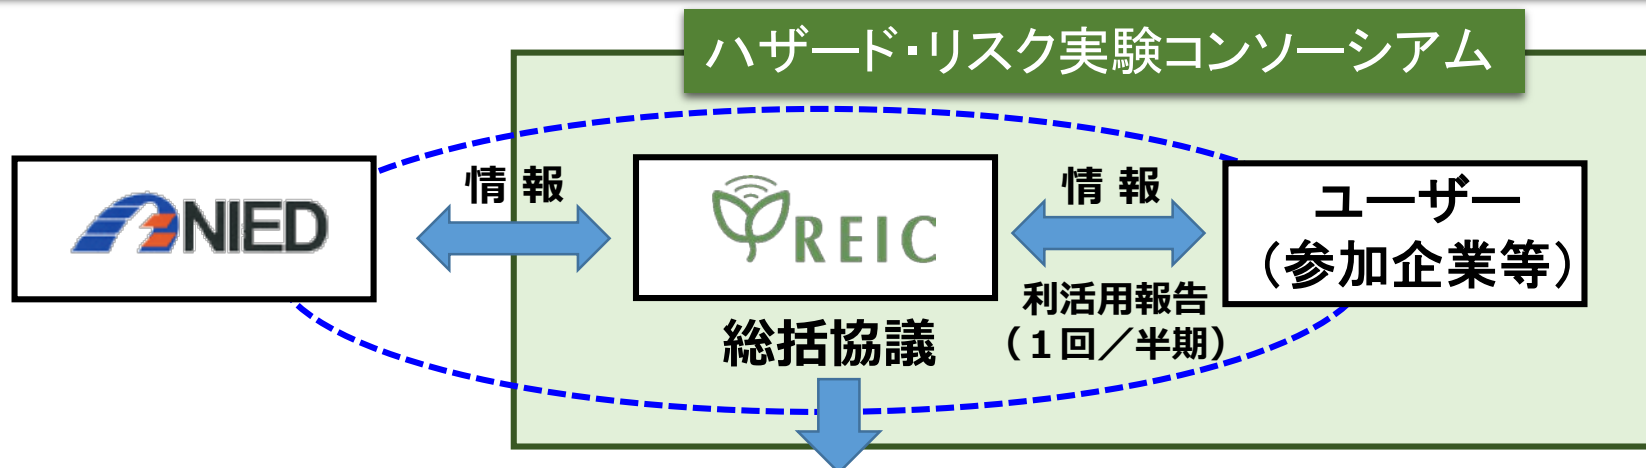 ハザード・リスク実験コンソーシアム
NIED
情 報
REIC
情 報
ユーザー
（参加企業等）
利活用報告
（１回／半期）
総括協議